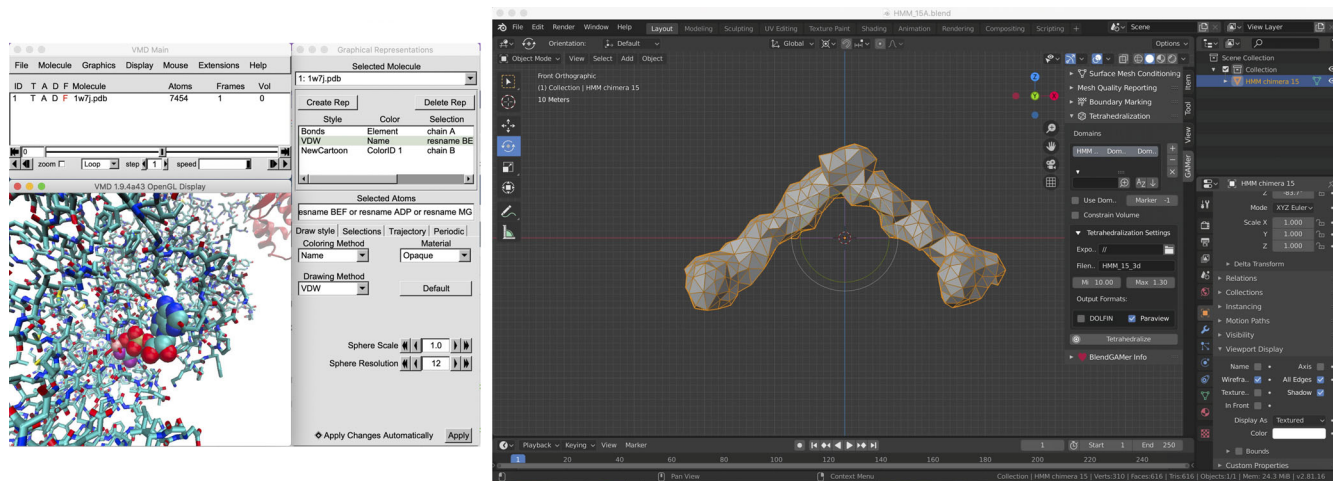 VMD Main
File Molecule Graphics Display Mouse Extensions Help
ID T A D F Molecule Atoms Frames Vol
1 T A D F 1w7j.pdb 7454 1 0
0
zoom Loop step 1 speed
VMD 1.9.4a43 OpenGL Display
Graphical Representations
Selected Molecule
1: 1w7j.pdb
Create Rep Delete Rep
Style Color Selection
Bonds Element chain A
VDW Name resname BE
NewCartoon ColorID 1 chain B
Selected Atoms
esname BEF or resname ADP or resname MG
Draw style Selections Trajectory Periodic
Coloring Method Material
Name Opaque
Drawing Method
VDW Default
Sphere Scale 1.0
Sphere Resolution 12
Apply Changes Automatically Apply
HMM_15A.blend
File Edit Render Window Help Layout Modeling Sculpting UV Editing Texture Paint Shading Animation Rendering Compositing Scripting + Scene View Layer
Orientation: Default Global Options
Object Mode View Select Add Object
Front Orthographic
(1) Collection | HMM chimera 15
10 Meters
Z
Y
X
Surface Mesh Conditioning
Mesh Quality Reporting
Boundary Marking
Tetrahedralization
Domains
HMM .. Dom.. Dom..
Use Dom.. Marker -1
Constrain Volume
Tetrahedralization Settings
Expo.. //
Filen.. HMM_15_3d
Mi 10.00 Max 1.30
Output Formats:
DOLFIN Paraview
Tetrahedralize
BlendGAMer Info
Item
Tool
View
GAMer
Scene Collection
Collection
HMM chimera 15
HMM chimera 15
Z -83.7°
Mode XYZ Euler
Scale X 1.000
Y 1.000
Z 1.000
Delta Transform
Relations
Collections
Instancing
Motion Paths
Visibility
Viewport Display
Name Axis
Wirefra.. All Edges
Texture.. Shadow
In Front
Display As Textured
Color
Bounds
Custom Properties
Playback Keying View Marker 1 Start 1 End 250
1 20 40 60 80 100 120 140 160 180 200 220 240
Pan View Context Menu Collection | HMM chimera 15 | Verts:310 | Faces:616 | Tris:616 | Objects:1/1 | Mem: 24.3 MiB | v2.81.16